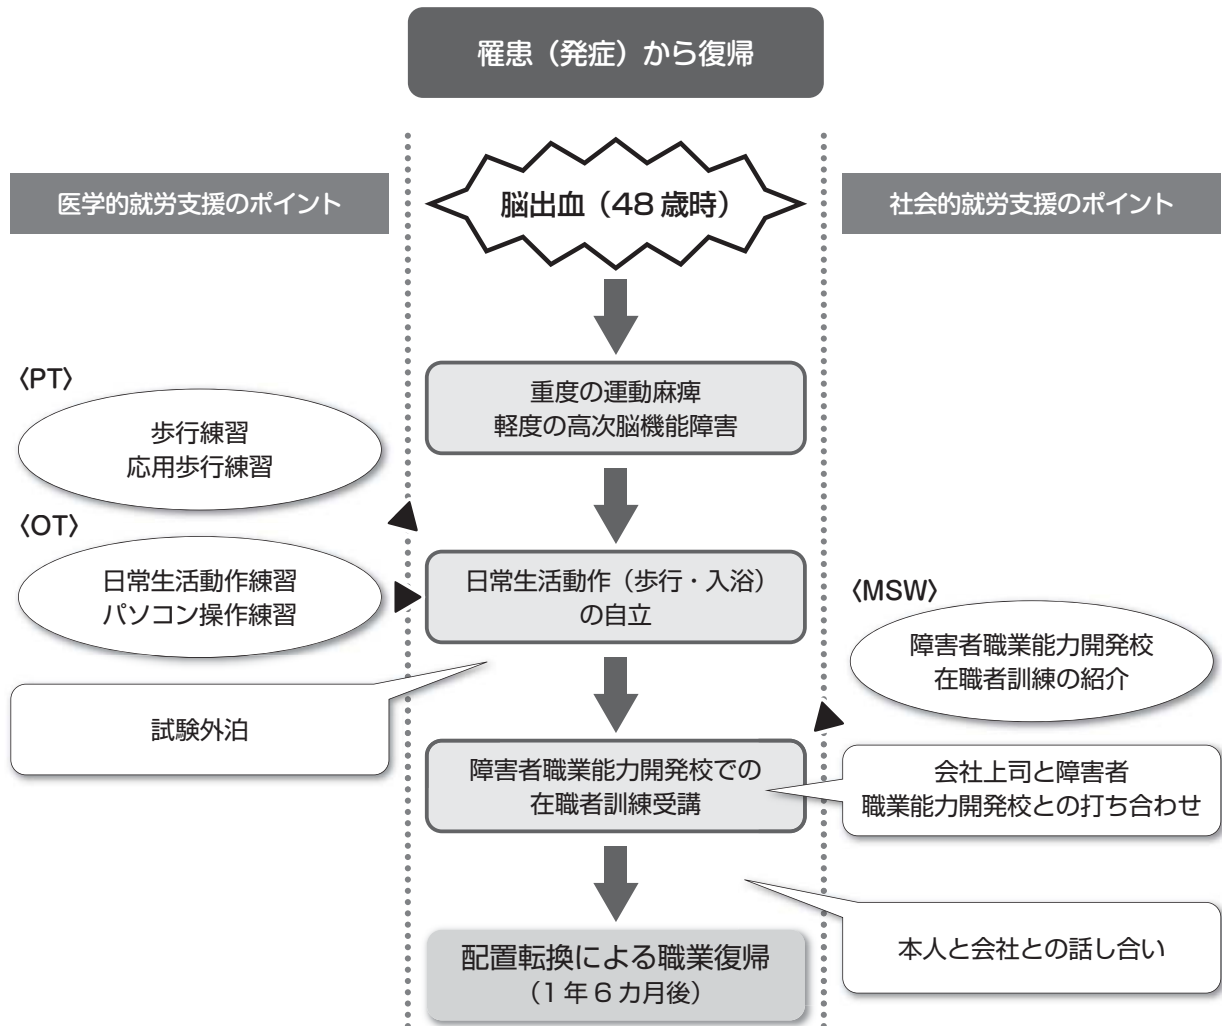 罹患（発症）から復帰
医学的就労支援のポイント
脳出血（48 歳時）
社会的就労支援のポイント
〈PT〉
歩行練習
応用歩行練習
重度の運動麻痺
軽度の高次脳機能障害
〈OT〉
日常生活動作練習
パソコン操作練習
日常生活動作（歩行・入浴）
の自立
〈MSW〉
障害者職業能力開発校
在職者訓練の紹介
試験外泊
障害者職業能力開発校での
在職者訓練受講
会社上司と障害者
職業能力開発校との打ち合わせ
本人と会社との話し合い
配置転換による職業復帰
（1 年 6 カ月後）